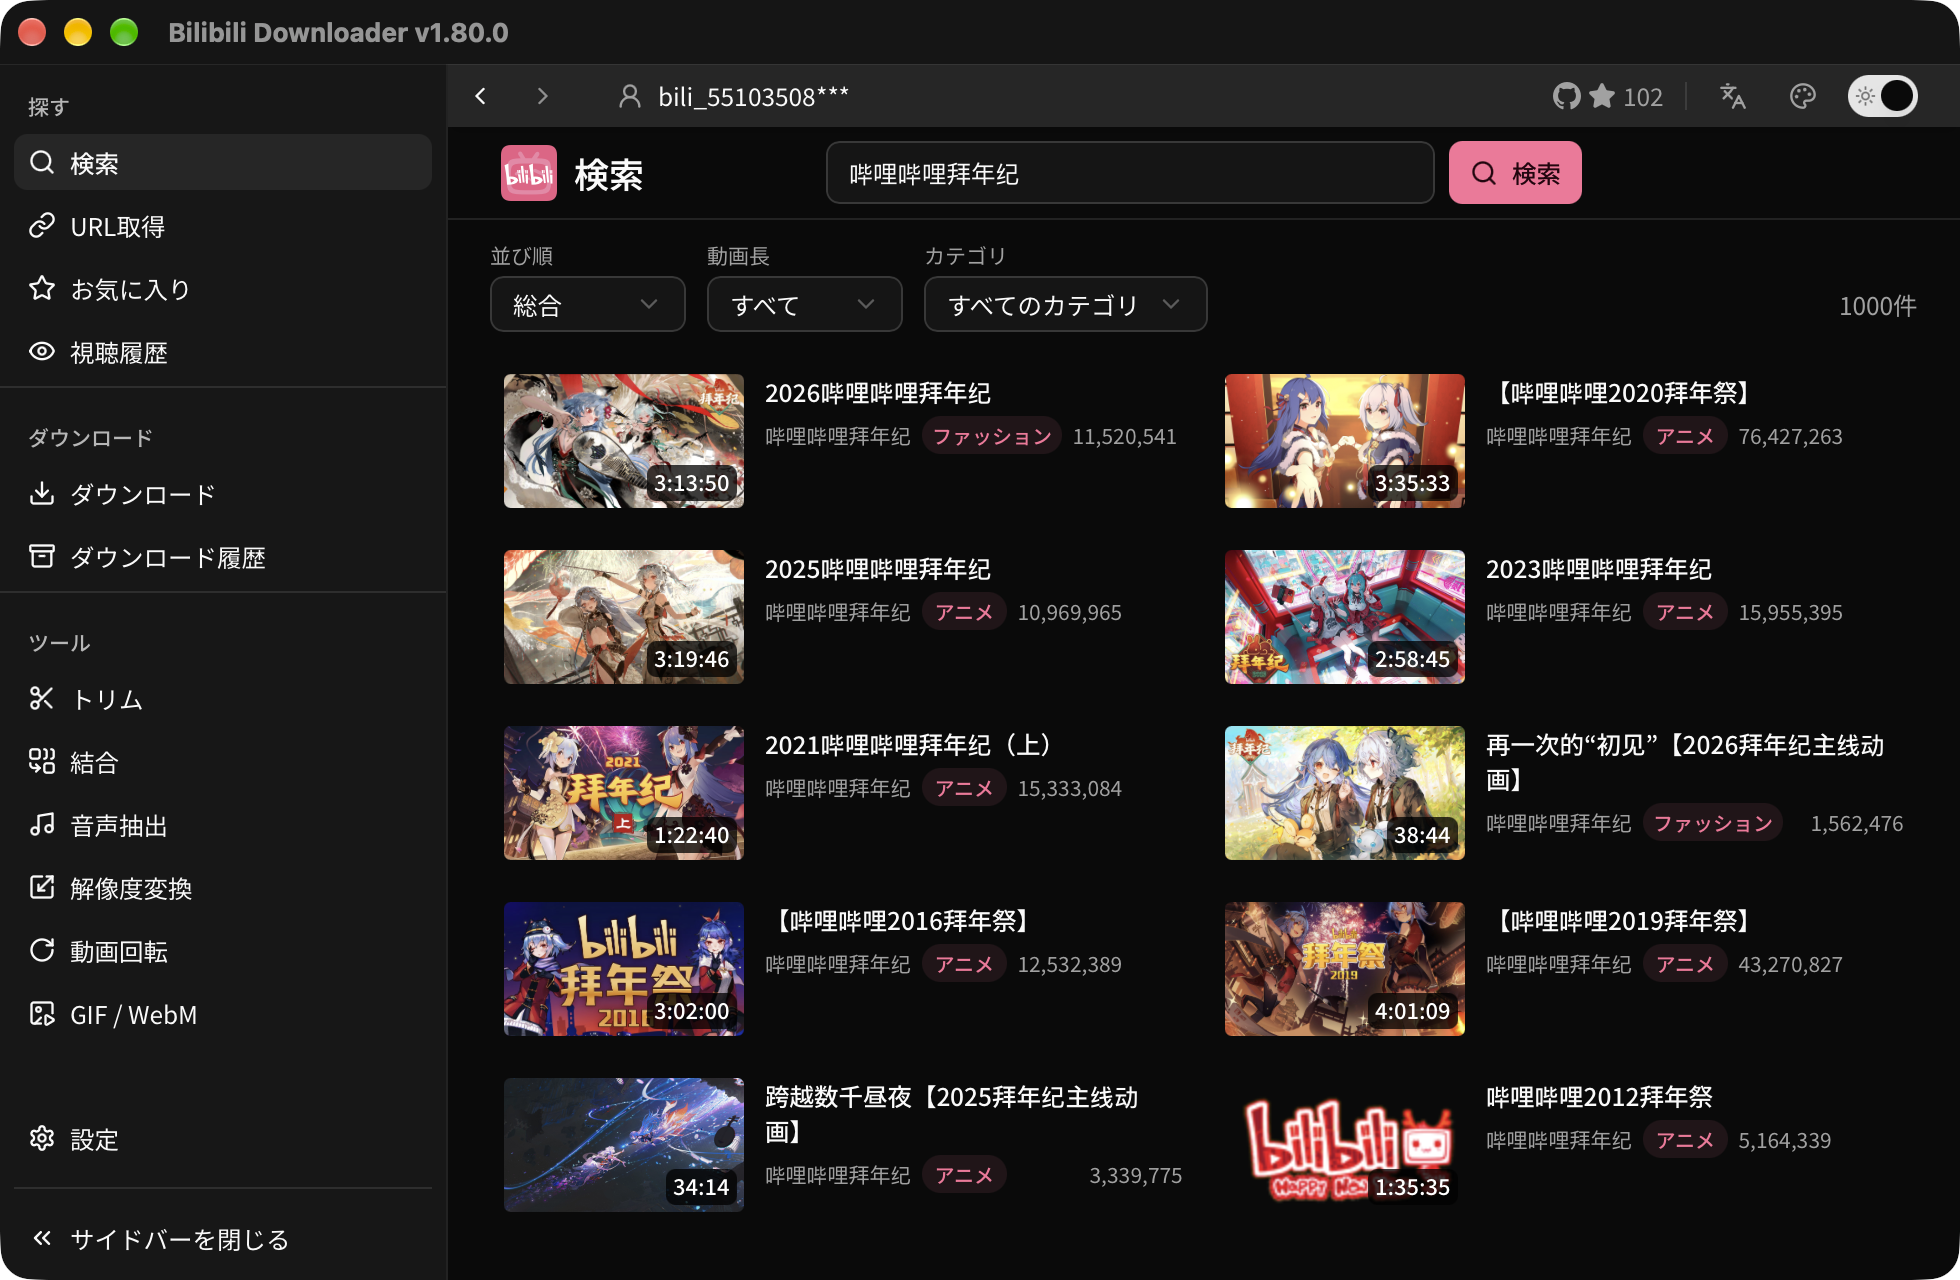 Bilibili Downloader v1.80.0
探す
検索
URL取得
お気に入り
視聴履歴
ダウンロード
ダウンロード
ダウンロード履歴
ツール
トリム
結合
音声抽出
解像度変換
動画回転
GIF / WebM
設定
サイドバーを閉じる
bili_55103508***
102
bilibili
検索
哔哩哔哩拜年纪
検索
並び順
動画長
カテゴリ
総合
すべて
すべてのカテゴリ
1000件
拜年纪
3:13:50
2026哔哩哔哩拜年纪
哔哩哔哩拜年纪 ファッション 11,520,541
3:35:33
【哔哩哔哩2020拜年祭】
哔哩哔哩拜年纪 アニメ 76,427,263
3:19:46
2025哔哩哔哩拜年纪
哔哩哔哩拜年纪 アニメ 10,969,965
拜年纪
2:58:45
2023哔哩哔哩拜年纪
哔哩哔哩拜年纪 アニメ 15,955,395
2021
拜年纪
上
1:22:40
2021哔哩哔哩拜年纪（上）
哔哩哔哩拜年纪 アニメ 15,333,084
拜年纪
38:44
再一次的“初见”【2026拜年纪主线动
画】
哔哩哔哩拜年纪 ファッション 1,562,476
bilibili
拜年祭
2016
3:02:00
【哔哩哔哩2016拜年祭】
哔哩哔哩拜年纪 アニメ 12,532,389
bilibili
拜年祭
2019
4:01:09
【哔哩哔哩2019拜年祭】
哔哩哔哩拜年纪 アニメ 43,270,827
34:14
跨越数千昼夜【2025拜年纪主线动
画】
哔哩哔哩拜年纪 アニメ 3,339,775
bilibili
HAPPY
1:35:35
哔哩哔哩2012拜年祭
哔哩哔哩拜年纪 アニメ 5,164,339